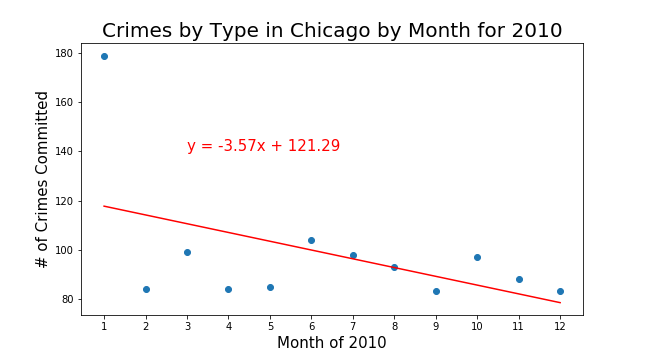 Crimes by Type in Chicago by Month for 2010
# of Crimes Committed
180
160
140
120
100
80
y = -3.57x + 121.29
1 2 3 4 5 6 7 8 9 10 11 12
Month of 2010